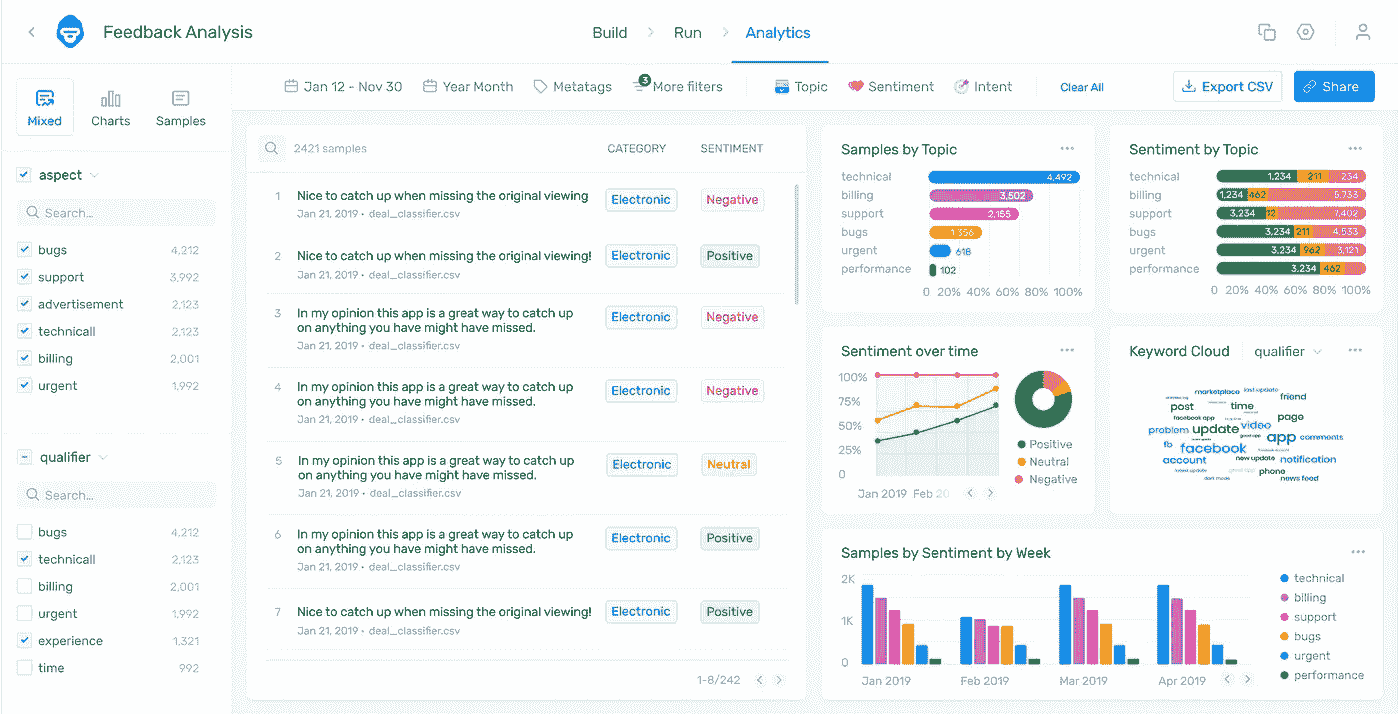 Feedback Analysis
Build
Run
Analytics
Jan 12 - Nov 30
Year Month
Metatags
3
More filters
Topic
Sentiment
Intent
Clear All
Export CSV
Share
Mixed
Charts
Samples
aspect
Search...
bugs 4,212
support 3,992
advertisement 2,123
technicall 2,123
billing 2,001
urgent 1,992
qualifier
Search...
bugs 4,212
technicall 2,123
billing 2,001
urgent 1,992
experience 1,321
time 992
2421 samples CATEGORY SENTIMENT
1 Nice to catch up when missing the original viewing Electronic Negative
Jan 21, 2019 • deal_classifier.csv
2 Nice to catch up when missing the original viewing! Electronic Positive
Jan 21, 2019 • deal_classifier.csv
3 In my opinion this app is a great way to catch up Electronic Negative
on anything you have might have missed.
Jan 21, 2019 • deal_classifier.csv
4 In my opinion this app is a great way to catch up Electronic Negative
on anything you have might have missed.
Jan 21, 2019 • deal_classifier.csv
5 In my opinion this app is a great way to catch up Electronic Neutral
on anything you have might have missed.
Jan 21, 2019 • deal_classifier.csv
6 In my opinion this app is a great way to catch up Electronic Positive
on anything you have might have missed.
Jan 21, 2019 • deal_classifier.csv
7 Nice to catch up when missing the original viewing! Electronic Positive
Jan 21, 2019 • deal_classifier.csv
1-8/242
Samples by Topic
technical 4,492
billing 3,502
support 2,155
bugs 1,356
urgent 618
performance 102
0 20% 40% 60% 80% 100%
Sentiment by Topic
technical 1,234 211 234
billing 1,234 462 5,233
support 3,234 12 3,402
bugs 3,234 211 4,533
urgent 3,234 962 3,121
performance 3,234 462
0 20% 40% 60% 80% 100%
Sentiment over time
100%
75%
50%
25%
0
Jan 2019 Feb 20
Positive
Neutral
Negative
Keyword Cloud qualifier
marketplace last update
friend
post
time
facebook app
page
problem update video
fb
facebook app comments
account new update notification
phone
news feed
Samples by Sentiment by Week
2K
1K
0
Jan 2019 Feb 2019 Mar 2019 Apr 2019
technical
billing
support
bugs
urgent
performance